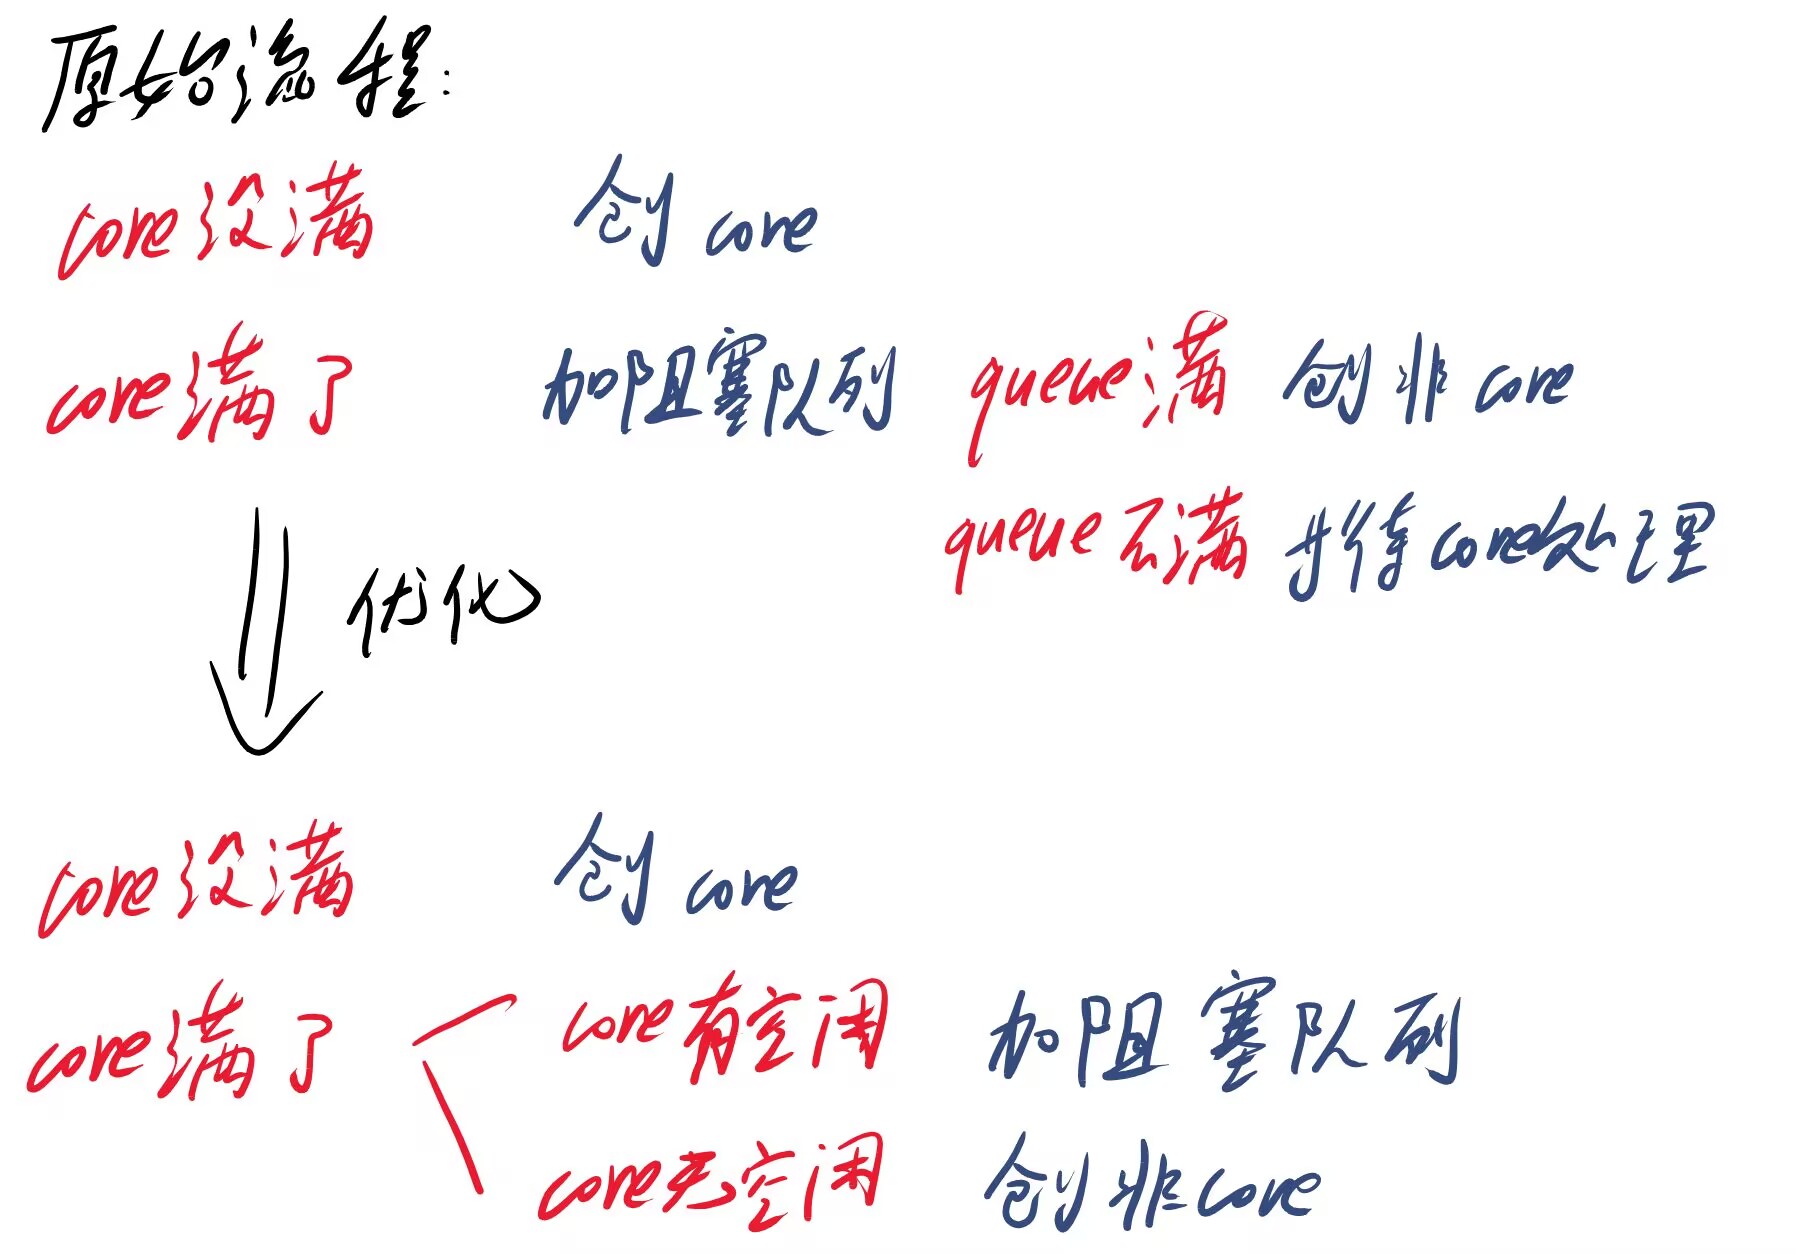 原始流程:
core没满 创core
core满了 加阻塞队列 queue满 创非core
queue不满 等待core处理
优化
core没满 创core
core满了 core有空闲 加阻塞队列
core无空闲 创非core